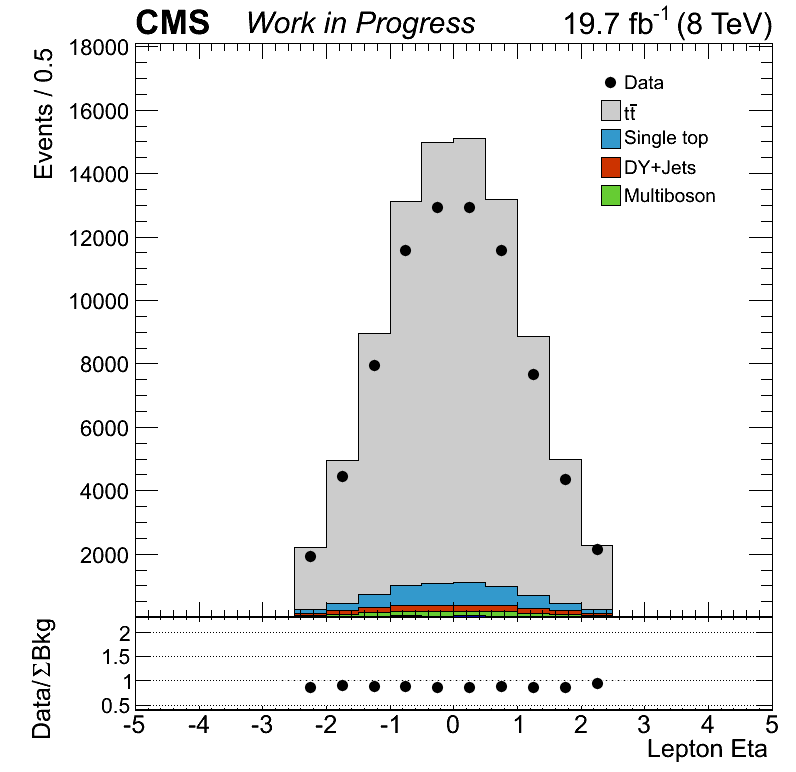 CMS Work in Progress 19.7 fb⁻¹ (8 TeV)
Events / 0.5
18000
16000
14000
12000
10000
8000
6000
4000
2000
Data
tt̄
Single top
DY+Jets
Multiboson
Data/ΣBkg
2
1.5
1
0.5
-5 -4 -3 -2 -1 0 1 2 3 4 5
Lepton Eta